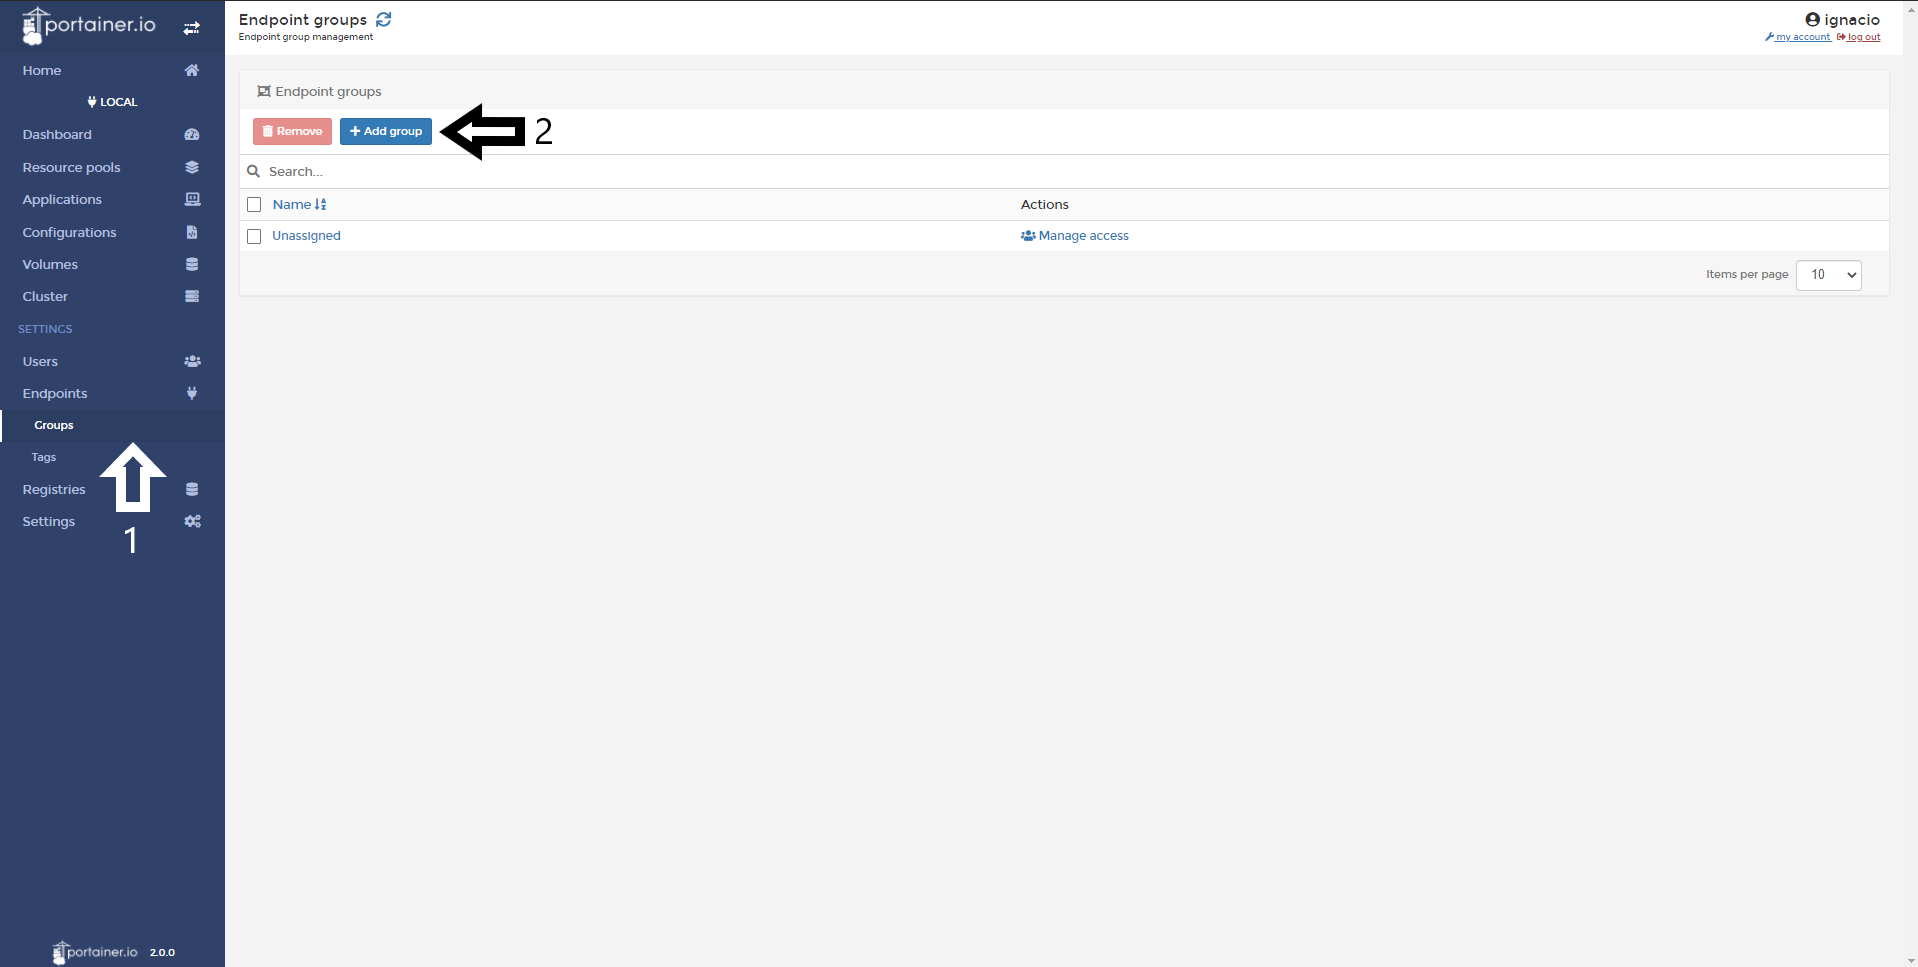 portainer.io
Home
LOCAL
Dashboard
Resource pools
Applications
Configurations
Volumes
Cluster
SETTINGS
Users
Endpoints
Groups
Tags
Registries
Settings
1
portainer.io 2.0.0
Endpoint groups
Endpoint group management
ignacio
my account log out
Endpoint groups
Remove Add group 2
Search...
Name Actions
Unassigned Manage access
Items per page 10